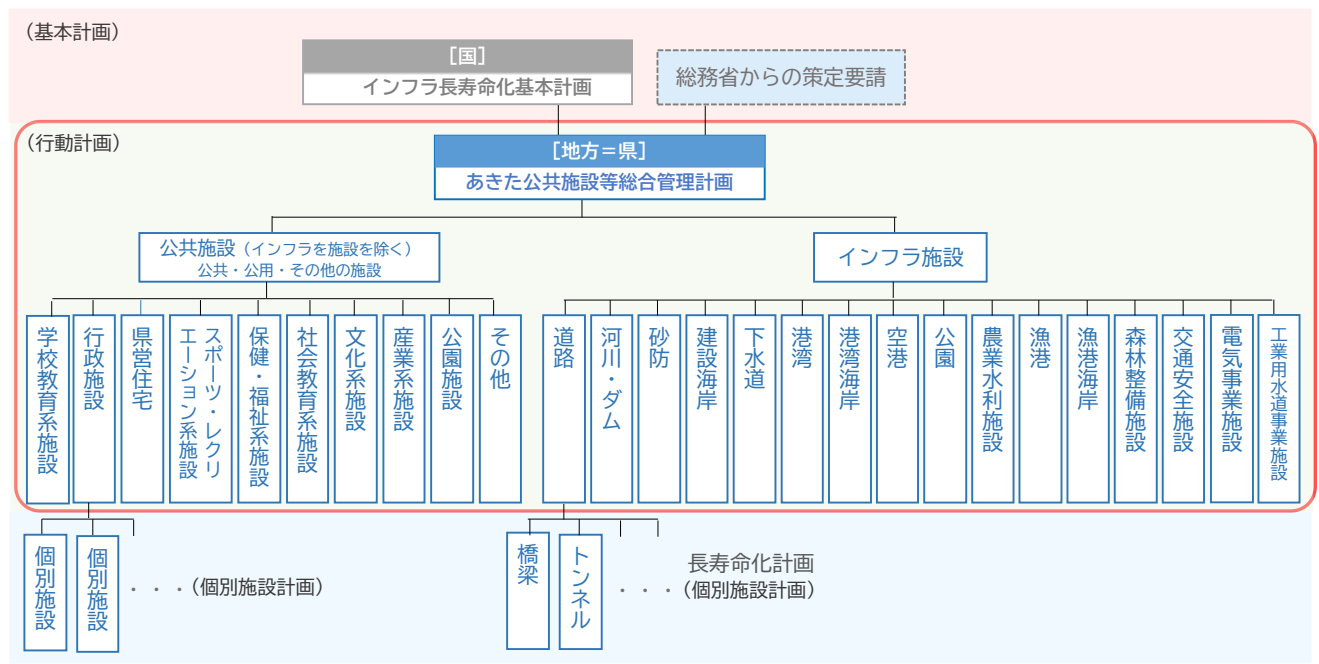 （基本計画）
［国］
インフラ長寿命化基本計画
総務省からの策定要請
（行動計画）
［地方＝県］
あきた公共施設等総合管理計画
公共施設（インフラを施設を除く）
公共・公用・その他の施設
インフラ施設
学校教育系施設
行政施設
県営住宅
スポーツ・レクリ
エーション系施設
保健・福祉系施設
社会教育系施設
文化系施設
産業系施設
公園施設
その他
道路
河川・ダム
砂防
建設海岸
下水道
港湾
港湾海岸
空港
公園
農業水利施設
漁港
漁港海岸
森林整備施設
交通安全施設
電気事業施設
工業用水道事業施設
個別施設
個別施設
・・・（個別施設計画）
橋梁
トンネル
長寿命化計画
・・・（個別施設計画）